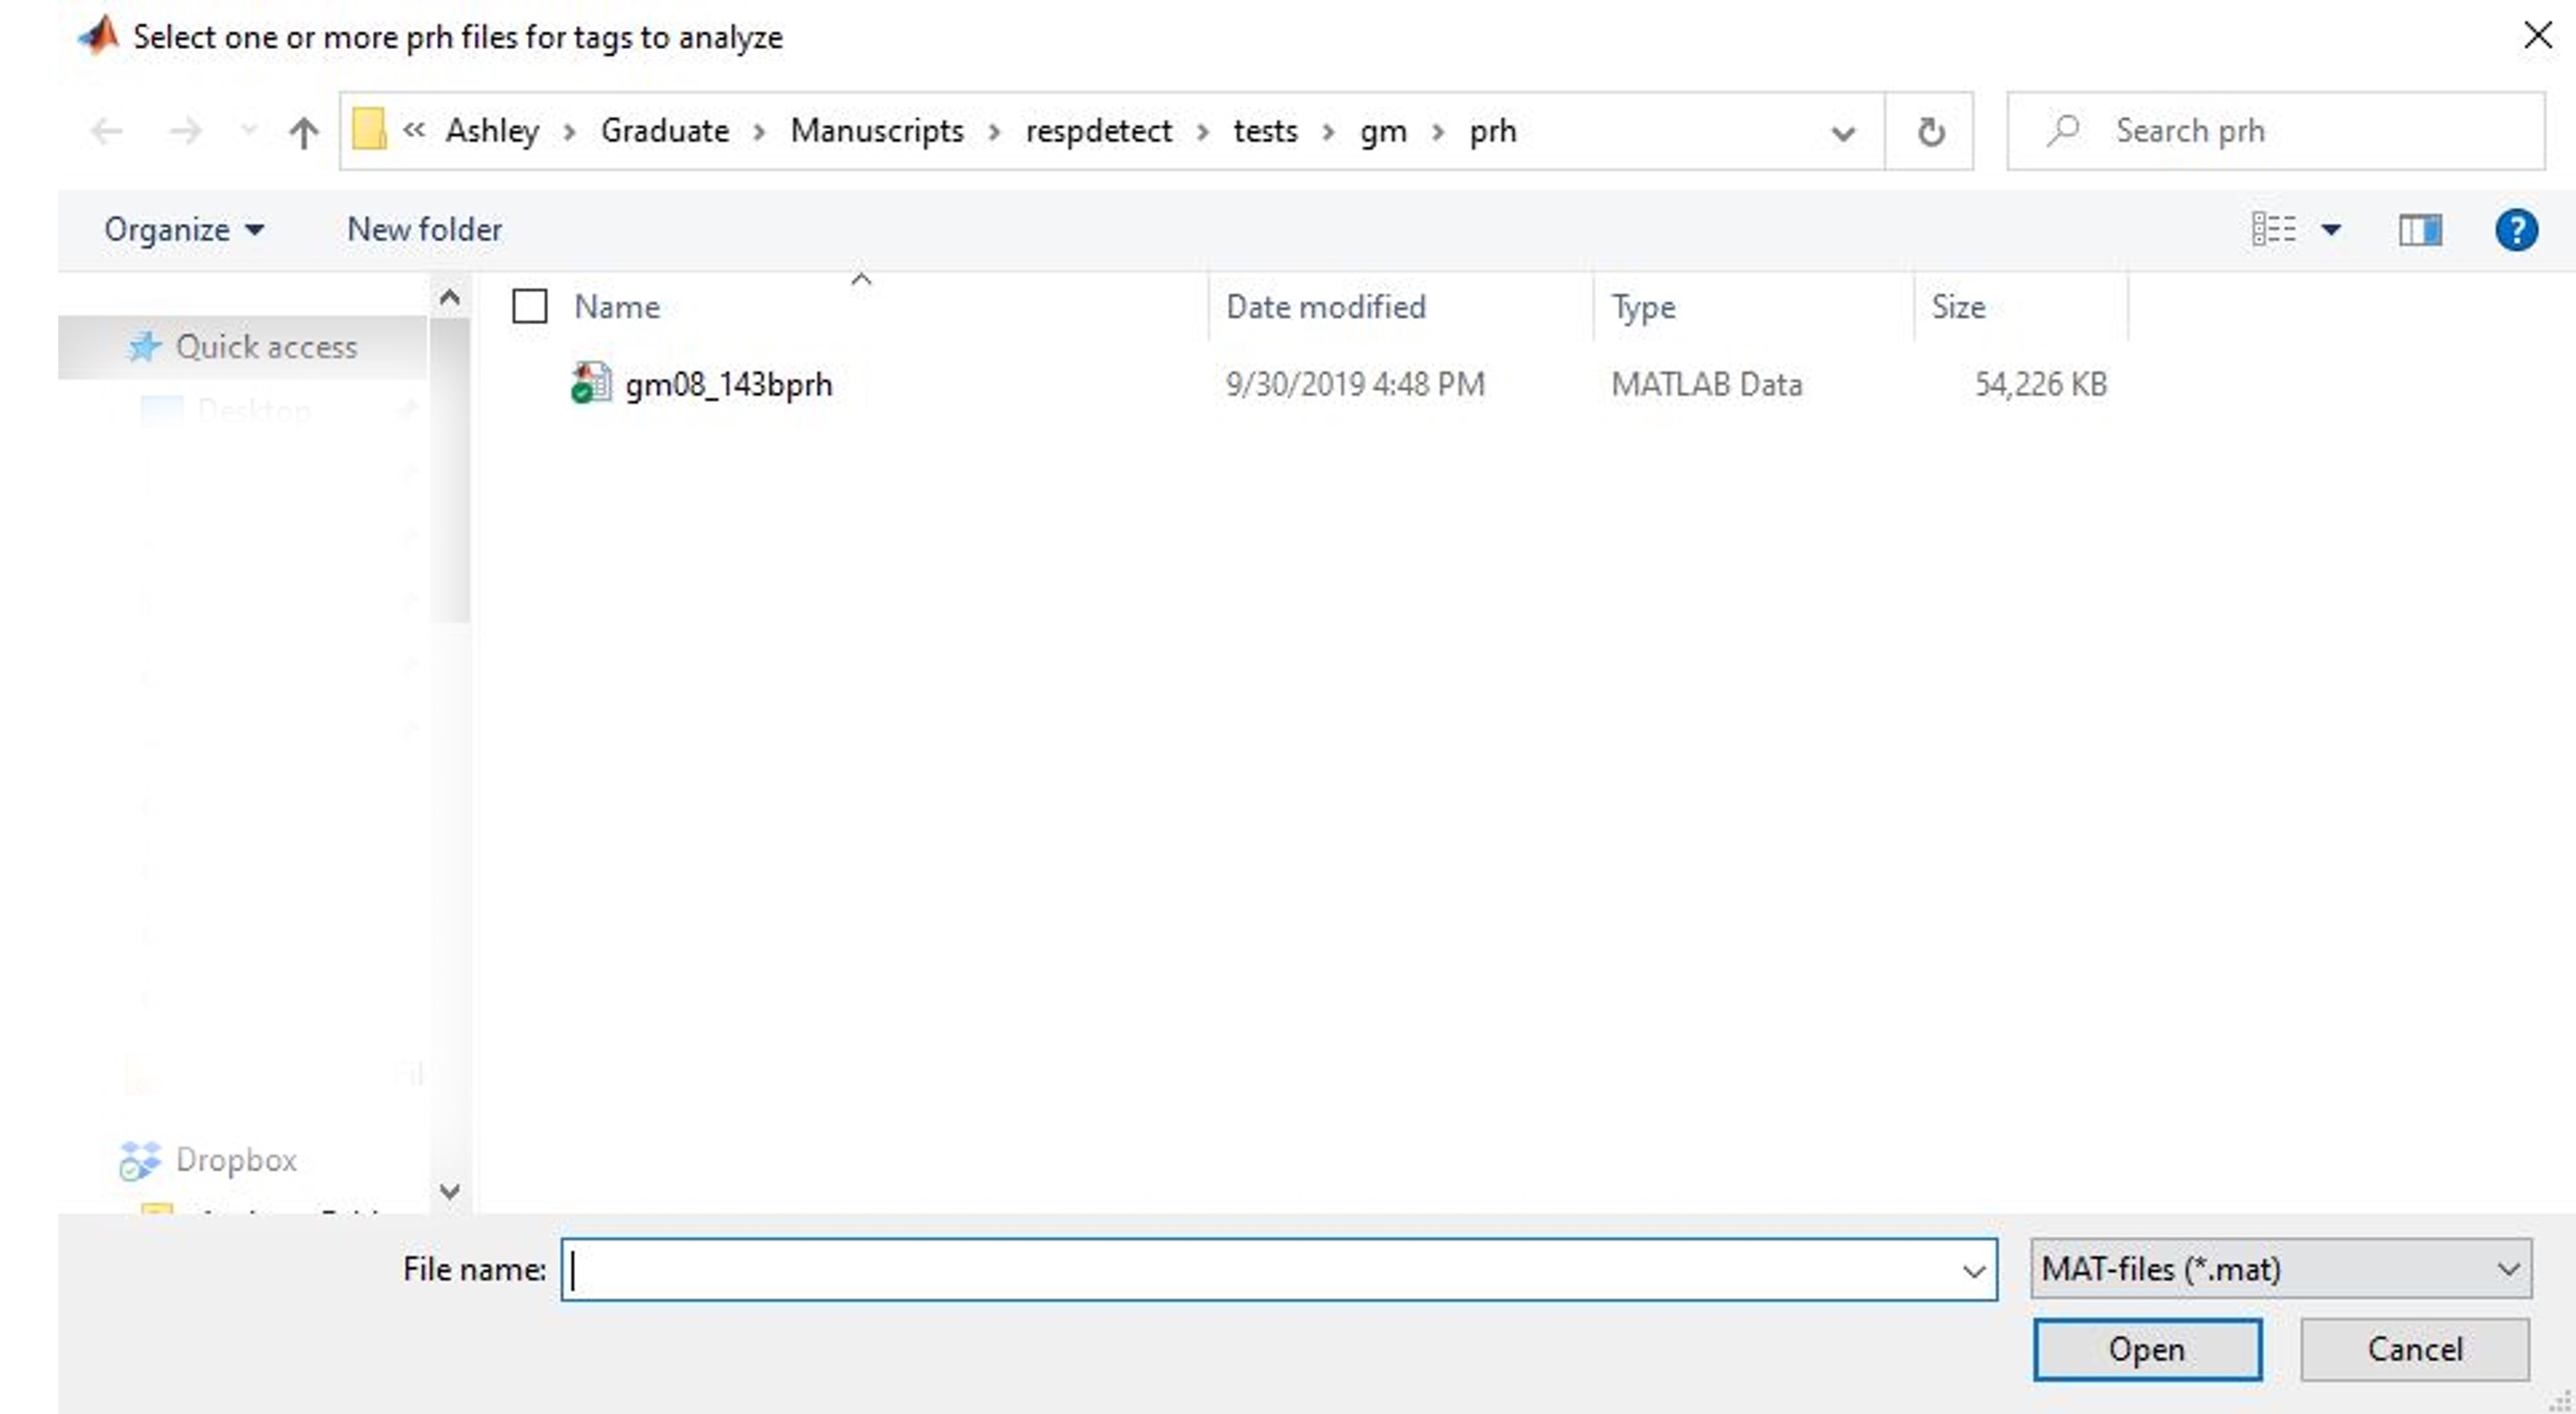 Select one or more prh files for tags to analyze
« Ashley › Graduate › Manuscripts › respdetect › tests › gm › prh
Search prh
Organize
New folder
?
Name
Date modified
Type
Size
Quick access
Desktop
gm08_143bprh
9/30/2019 4:48 PM
MATLAB Data
54,226 KB
Fil
Dropbox
File name:
MAT-files (*.mat)
Open
Cancel